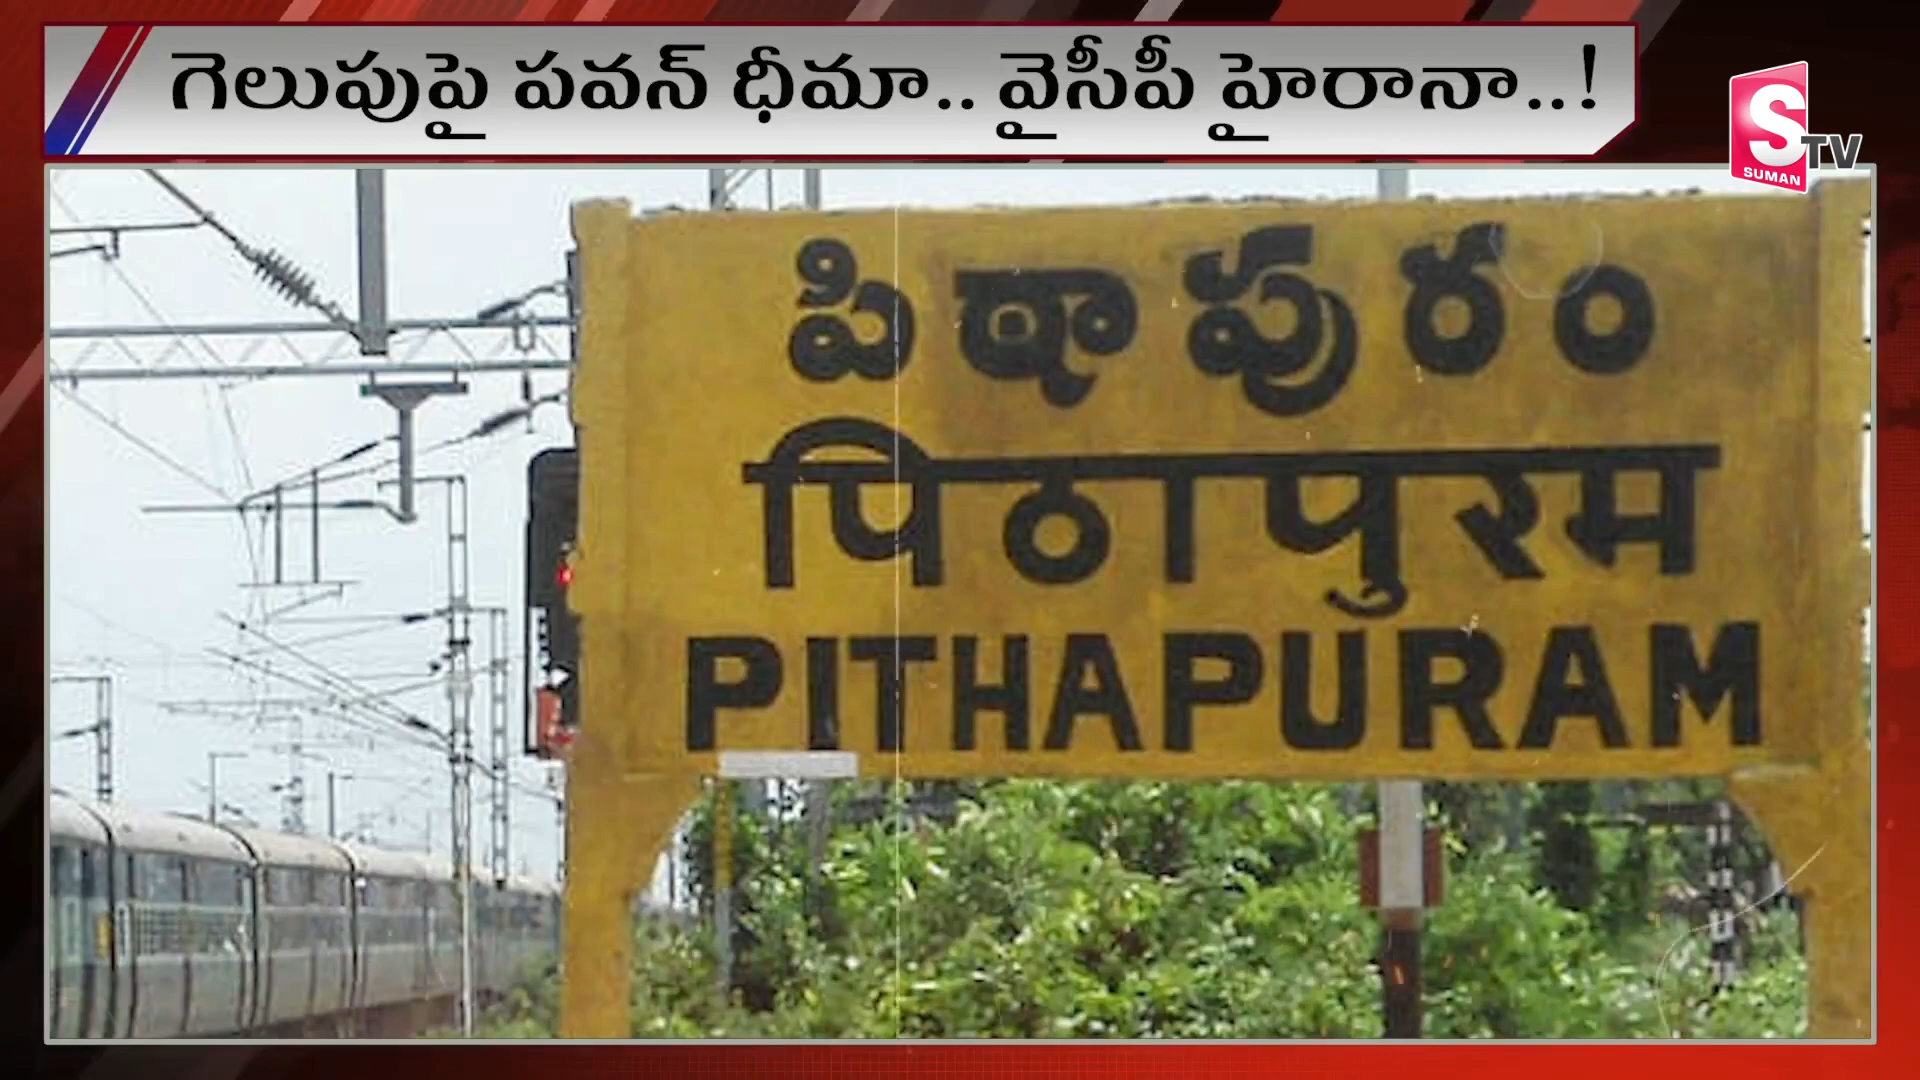 గెలుపుపై పవన్ ధీమా.. వైసీపీ హైరానా..!
S TV
SUMAN
పిఠాపురం
पिठापुरम
PITHAPURAM